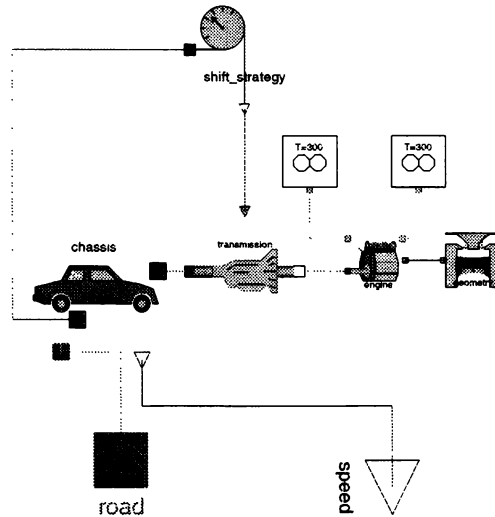 shift_strategy
T=300
T=300
chassis
transmission
engine
road
speed